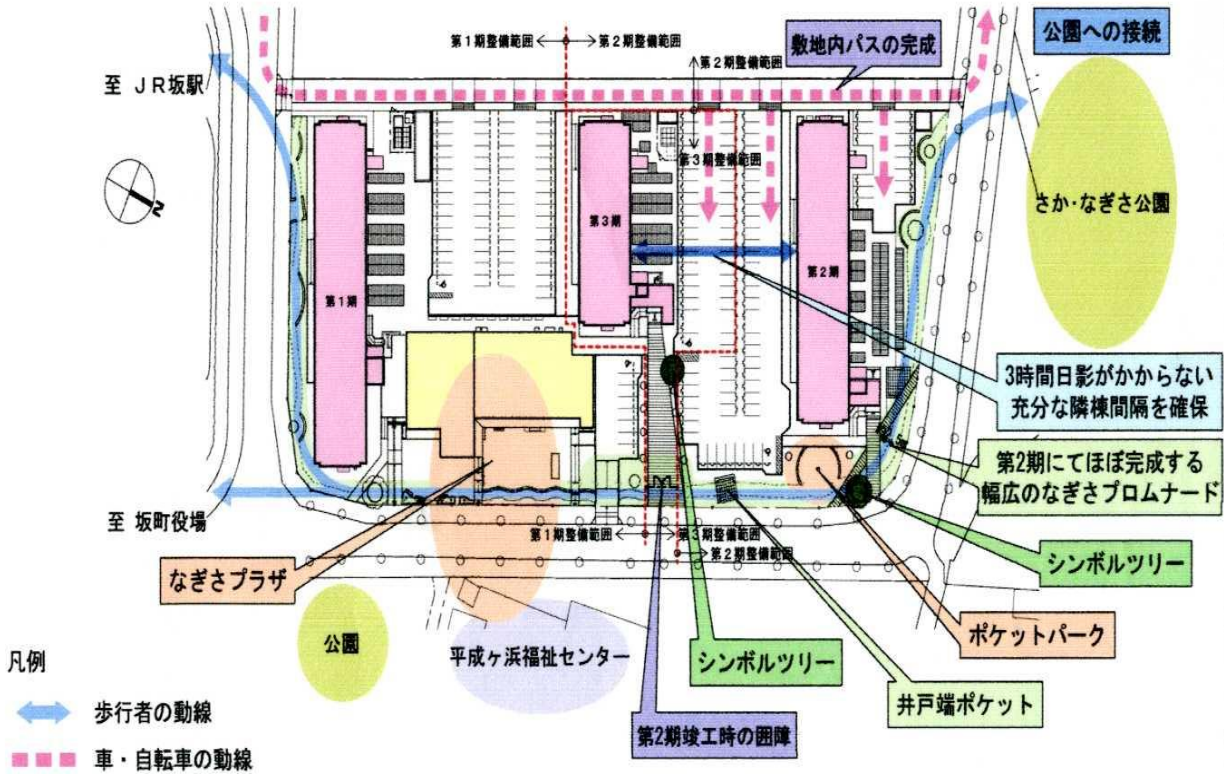 第1期整備範囲
第2期整備範囲
敷地内パスの完成
公園への接続
至 JR坂駅
第2期整備範囲
第3期整備範囲
N
第3期
第2期
第1期
さか・なぎさ公園
3時間日影がかからない
充分な隣棟間隔を確保
第2期にてほぼ完成する
幅広のなぎさプロムナード
至 坂町役場
第1期整備範囲
第3期整備範囲
第2期整備範囲
なぎさプラザ
シンボルツリー
公園
平成ヶ浜福祉センター
シンボルツリー
ポケットパーク
井戸端ポケット
第2期竣工時の囲障
凡例
歩行者の動線
車・自転車の動線